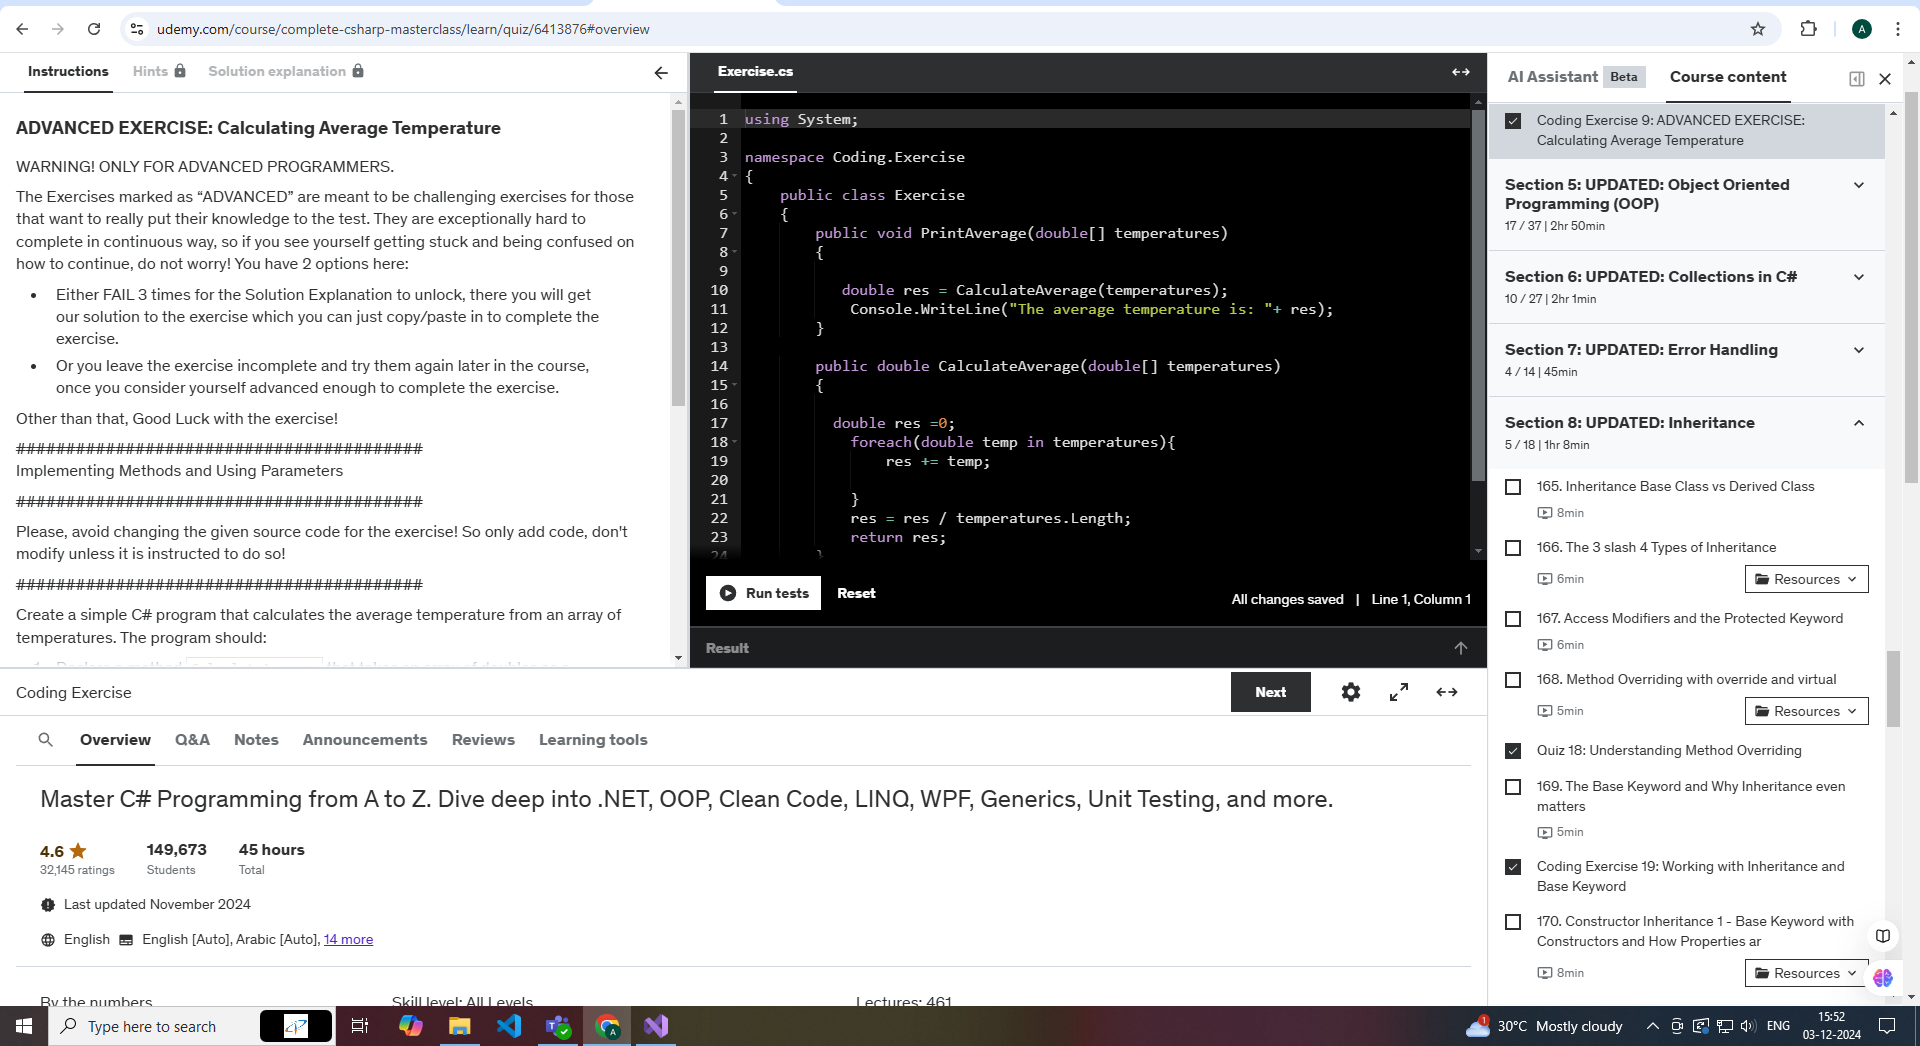 udemy.com/course/complete-csharp-masterclass/learn/quiz/6413876#overview
A
Instructions
Hints
Solution explanation
ADVANCED EXERCISE: Calculating Average Temperature
WARNING! ONLY FOR ADVANCED PROGRAMMERS.
The Exercises marked as “ADVANCED” are meant to be challenging exercises for those
that want to really put their knowledge to the test. They are exceptionally hard to
complete in continuous way, so if you see yourself getting stuck and being confused on
how to continue, do not worry! You have 2 options here:
• Either FAIL 3 times for the Solution Explanation to unlock, there you will get
our solution to the exercise which you can just copy/paste in to complete the
exercise.
• Or you leave the exercise incomplete and try them again later in the course,
once you consider yourself advanced enough to complete the exercise.
Other than that, Good Luck with the exercise!
########################################
Implementing Methods and Using Parameters
########################################
Please, avoid changing the given source code for the exercise! So only add code, don't
modify unless it is instructed to do so!
########################################
Create a simple C# program that calculates the average temperature from an array of
temperatures. The program should:
Exercise.cs
1 using System;
2
3 namespace Coding.Exercise
4 {
5 public class Exercise
6 {
7 public void PrintAverage(double[] temperatures)
8 {
9
10 double res = CalculateAverage(temperatures);
11 Console.WriteLine("The average temperature is: "+ res);
12 }
13
14 public double CalculateAverage(double[] temperatures)
15 {
16
17 double res =0;
18 foreach(double temp in temperatures){
19 res += temp;
20
21 }
22 res = res / temperatures.Length;
23 return res;
24 }
Run tests
Reset
All changes saved | Line 1, Column 1
Result
AI Assistant Beta
Course content
Coding Exercise 9: ADVANCED EXERCISE:
Calculating Average Temperature
Section 5: UPDATED: Object Oriented
Programming (OOP)
17 / 37 | 2hr 50min
Section 6: UPDATED: Collections in C#
10 / 27 | 2hr 1min
Section 7: UPDATED: Error Handling
4 / 14 | 45min
Section 8: UPDATED: Inheritance
5 / 18 | 1hr 8min
165. Inheritance Base Class vs Derived Class
8min
166. The 3 slash 4 Types of Inheritance
6min
Resources
167. Access Modifiers and the Protected Keyword
6min
168. Method Overriding with override and virtual
5min
Resources
Quiz 18: Understanding Method Overriding
169. The Base Keyword and Why Inheritance even
matters
5min
Coding Exercise 19: Working with Inheritance and
Base Keyword
170. Constructor Inheritance 1 - Base Keyword with
Constructors and How Properties ar
8min
Resources
Coding Exercise
Next
Overview
Q&A
Notes
Announcements
Reviews
Learning tools
Master C# Programming from A to Z. Dive deep into .NET, OOP, Clean Code, LINQ, WPF, Generics, Unit Testing, and more.
4.6
32,145 ratings
149,673
Students
45 hours
Total
Last updated November 2024
English
English [Auto], Arabic [Auto], 14 more
By the numbers
Skill level: All Levels
Lectures: 461
Type here to search
A
1
30°C Mostly cloudy
ENG
15:52
03-12-2024